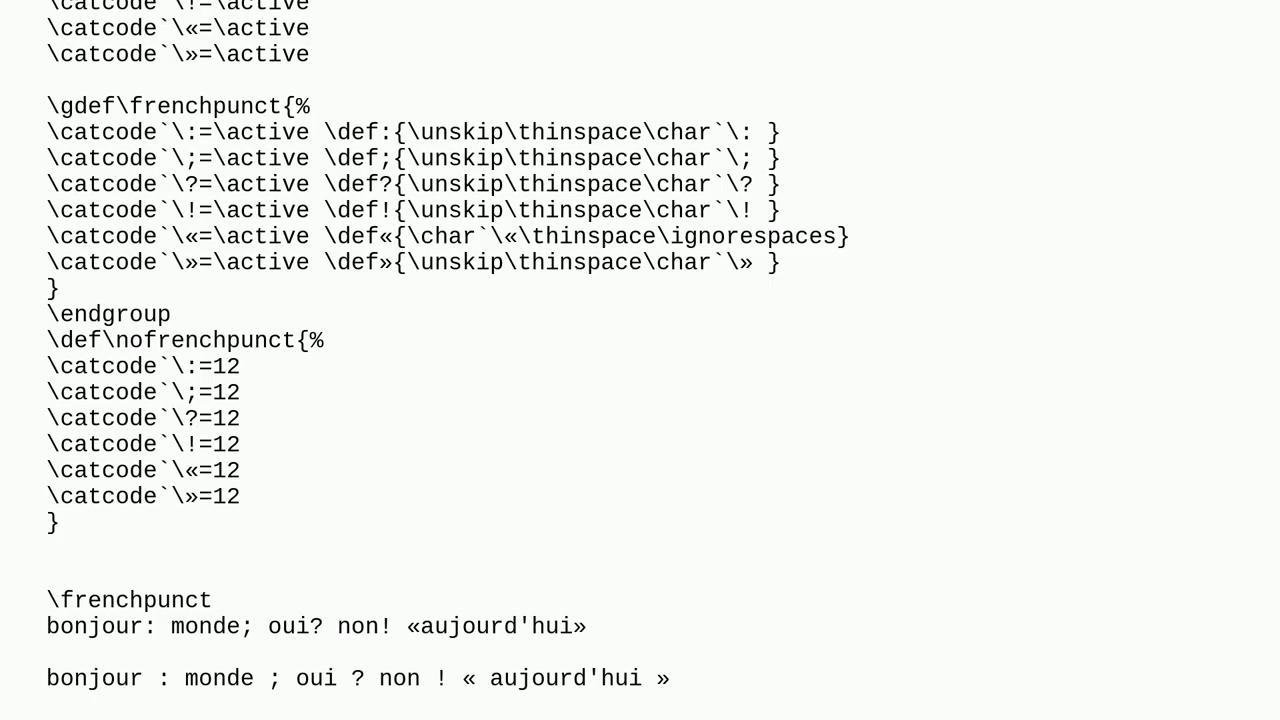 \catcode`\!=\active
\catcode`\«=\active
\catcode`\»=\active
\gdef\frenchpunct{%
\catcode`\:=\active \def:{\unskip\thinspace\char`\: }
\catcode`\;=\active \def;{\unskip\thinspace\char`\; }
\catcode`\?=\active \def?{\unskip\thinspace\char`\? }
\catcode`\!=\active \def!{\unskip\thinspace\char`\! }
\catcode`\«=\active \def«{\char`\«\thinspace\ignorespaces}
\catcode`\»=\active \def»{\unskip\thinspace\char`\» }
}
\endgroup
\def\nofrenchpunct{%
\catcode`\:=12
\catcode`\;=12
\catcode`\?=12
\catcode`\!=12
\catcode`\«=12
\catcode`\»=12
}
\frenchpunct
bonjour: monde; oui? non! «aujourd'hui»
bonjour : monde ; oui ? non ! « aujourd'hui »